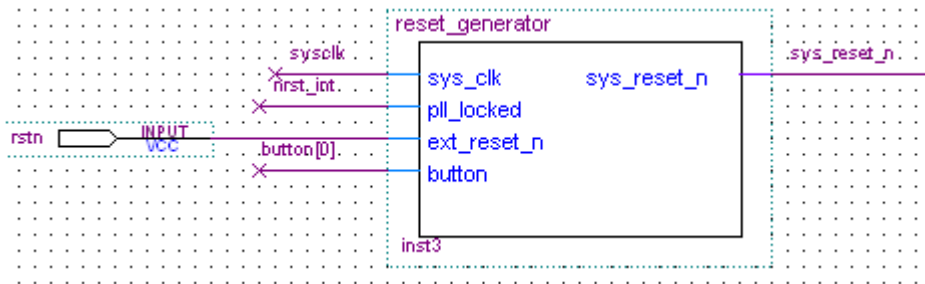 reset_generator
sysclk
sys_clk
sys_reset_n
sys_reset_n
nrst_int
pll_locked
rstn
INPUT
VCC
ext_reset_n
button[0]
button
inst3